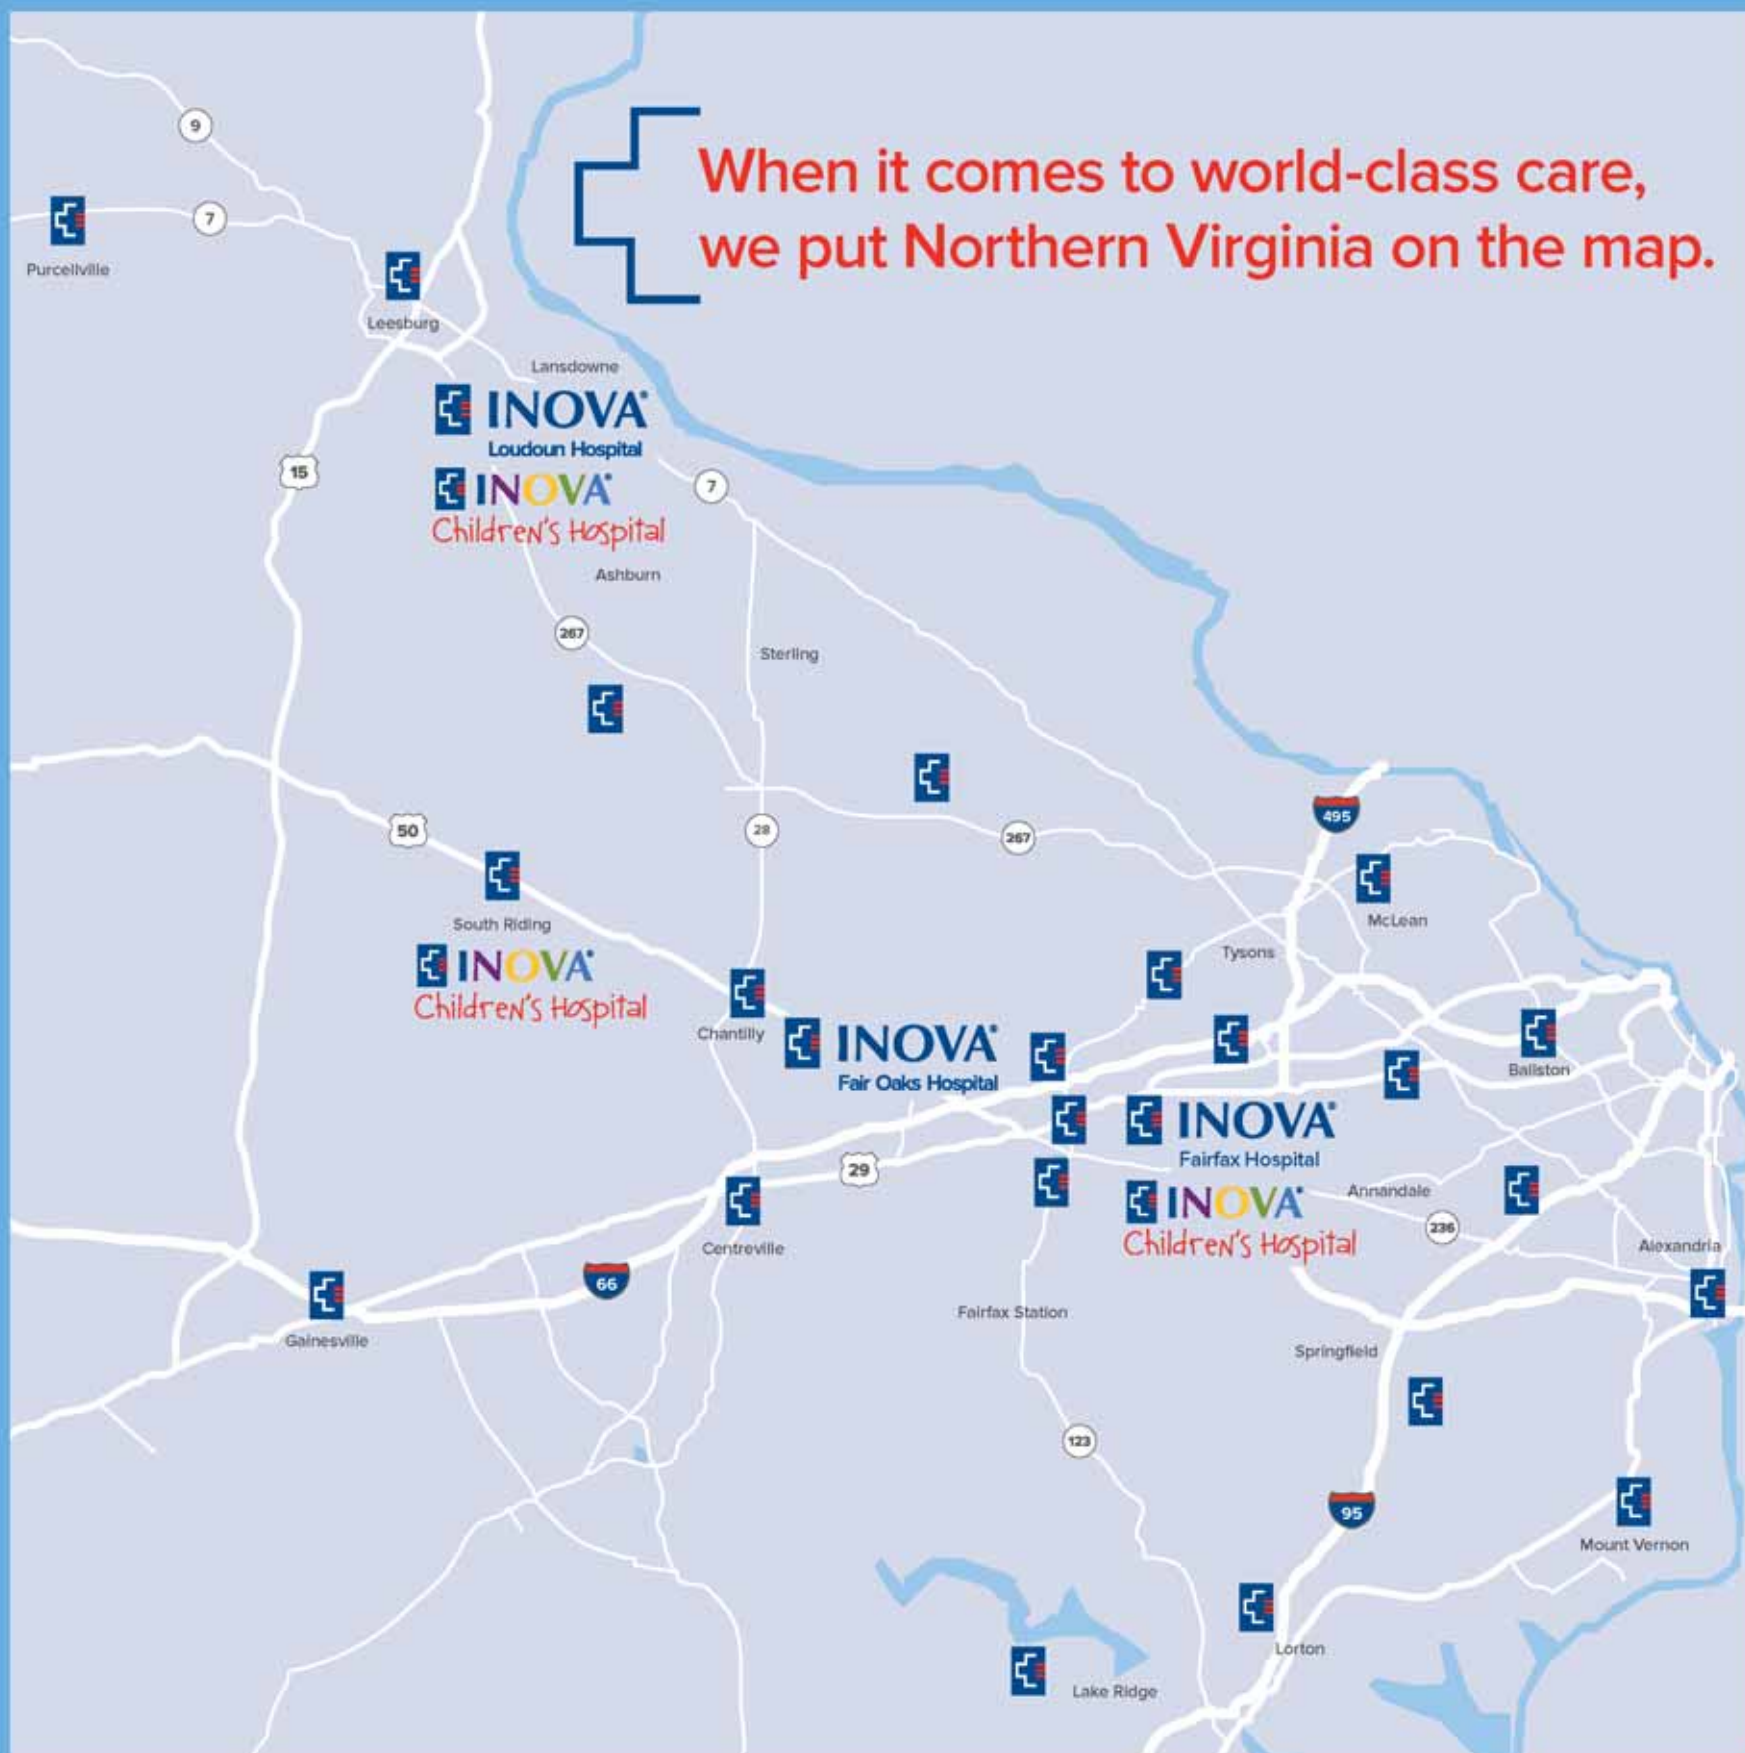 When it comes to world-class care,
we put Northern Virginia on the map.
9
7
Purcellville
Leesburg
Lansdowne
INOVA®
Loudoun Hospital
INOVA®
Children's Hospital
15
7
Ashburn
267
Sterling
50
28
267
495
South Riding
INOVA®
Children's Hospital
McLean
Tysons
Chantilly
INOVA®
Fair Oaks Hospital
Ballston
INOVA®
Fairfax Hospital
INOVA®
Children's Hospital
29
Annandale
236
Alexandria
Centreville
66
Gainesville
Fairfax Station
Springfield
123
95
Mount Vernon
Lorton
Lake Ridge